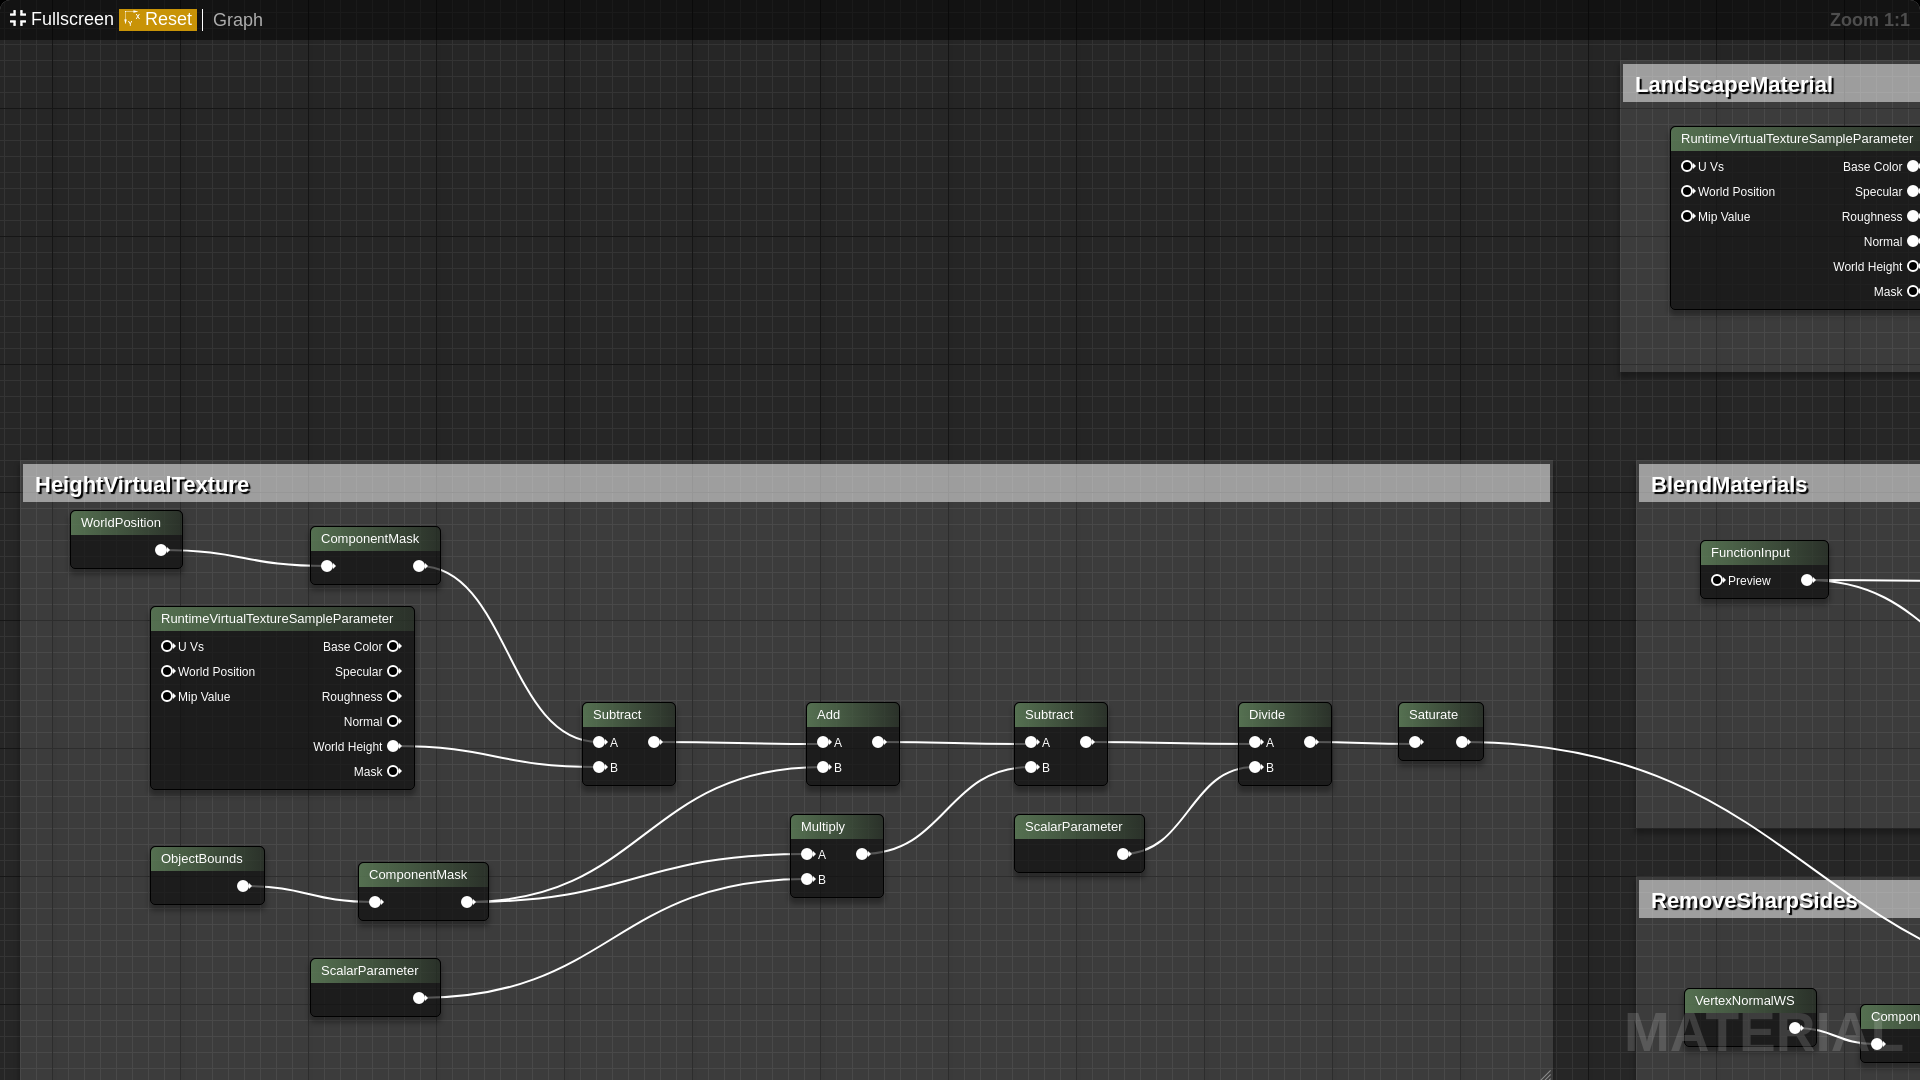 Fullscreen Reset Graph Zoom 1:1
LandscapeMaterial
RuntimeVirtualTextureSampleParameter
U Vs Base Color
World Position Specular
Mip Value Roughness
Normal
World Height
Mask
HeightVirtualTexture
WorldPosition
ComponentMask
RuntimeVirtualTextureSampleParameter
U Vs Base Color
World Position Specular
Mip Value Roughness
Normal
World Height
Mask
Subtract
A
B
Add
A
B
Subtract
A
B
Divide
A
B
Saturate
Multiply
A
B
ScalarParameter
ObjectBounds
ComponentMask
ScalarParameter
BlendMaterials
FunctionInput
Preview
RemoveSharpSides
VertexNormalWS
Compon
MATERIAL